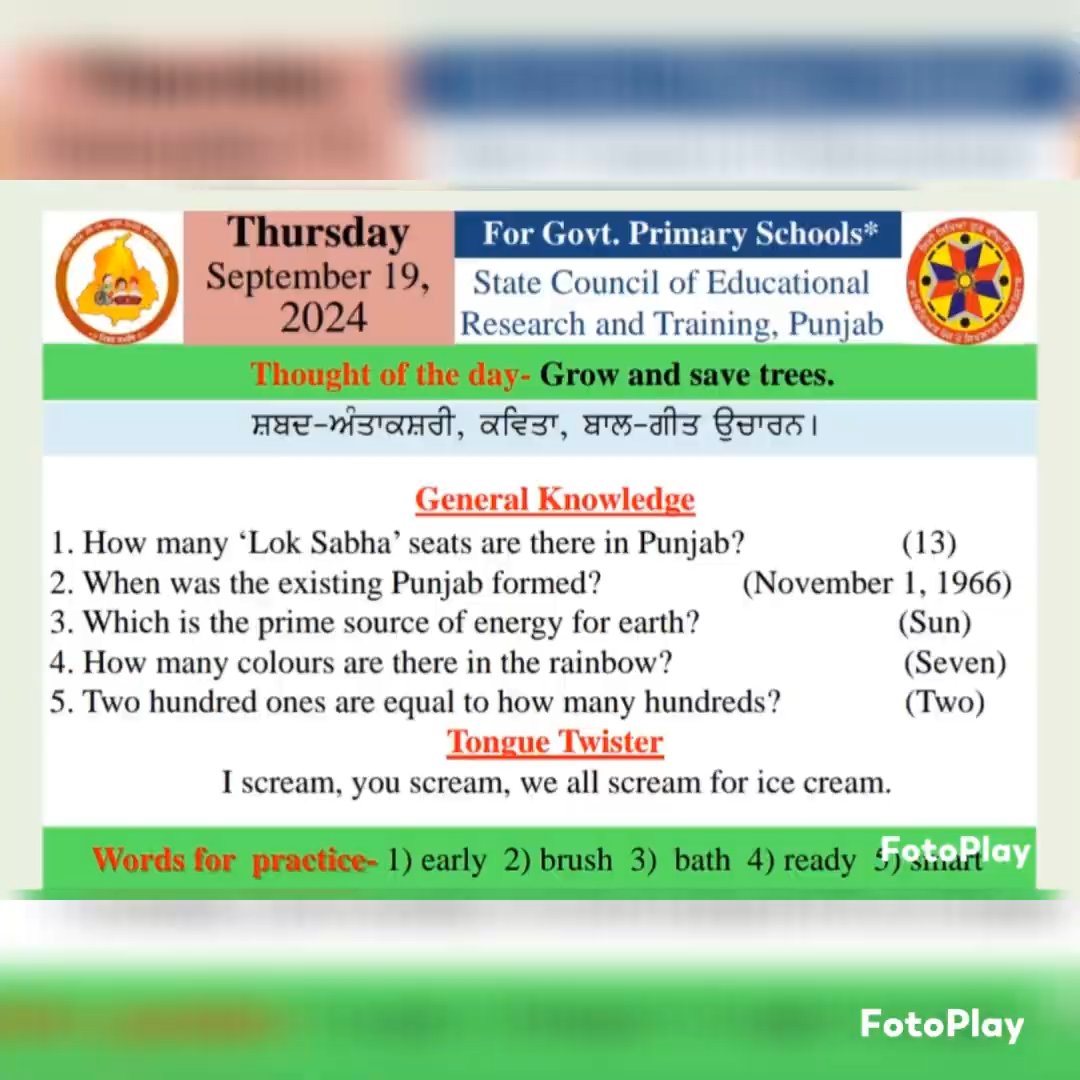 Thursday
September 19,
2024
For Govt. Primary Schools*
State Council of Educational
Research and Training, Punjab
Thought of the day- Grow and save trees.
ਸ਼ਬਦ-ਅੰਤਾਕਸ਼ਰੀ, ਕਵਿਤਾ, ਬਾਲ-ਗੀਤ ਉਚਾਰਨ।
General Knowledge
1. How many ‘Lok Sabha’ seats are there in Punjab? (13)
2. When was the existing Punjab formed? (November 1, 1966)
3. Which is the prime source of energy for earth? (Sun)
4. How many colours are there in the rainbow? (Seven)
5. Two hundred ones are equal to how many hundreds? (Two)
Tongue Twister
I scream, you scream, we all scream for ice cream.
Words for practice- 1) early 2) brush 3) bath 4) ready 5) smart
FotoPlay
FotoPlay